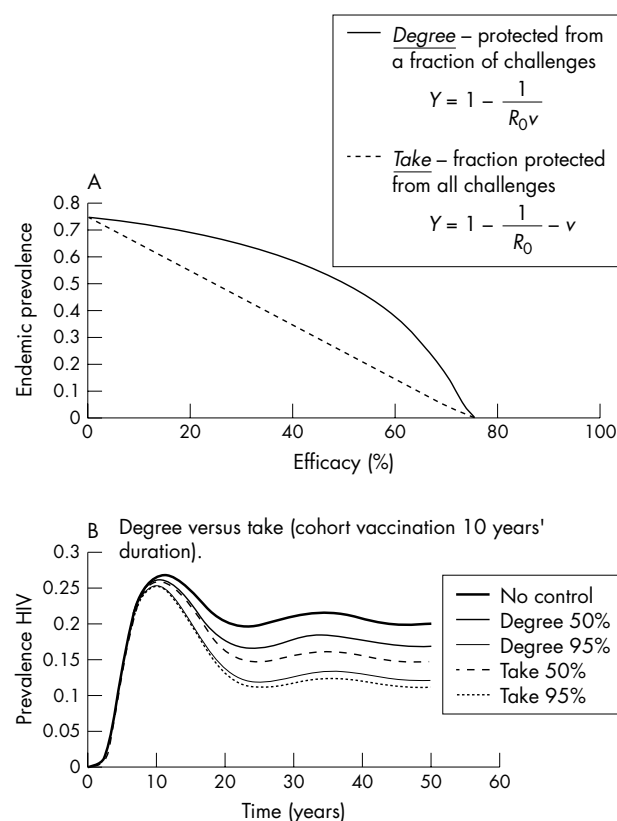 Degree – protected from
a fraction of challenges
Y = 1 – 1/R0v
Take – fraction protected
from all challenges
Y = 1 – 1/R0 – v
A
0.8
0.7
0.6
0.5
0.4
0.3
0.2
0.1
0
Endemic prevalence
0 20 40 60 80 100
Efficacy (%)
B Degree versus take (cohort vaccination 10 years'
duration).
0.3
0.25
0.2
0.15
0.1
0.05
0
Prevalence HIV
0 10 20 30 40 50 60
Time (years)
No control
Degree 50%
Degree 95%
Take 50%
Take 95%